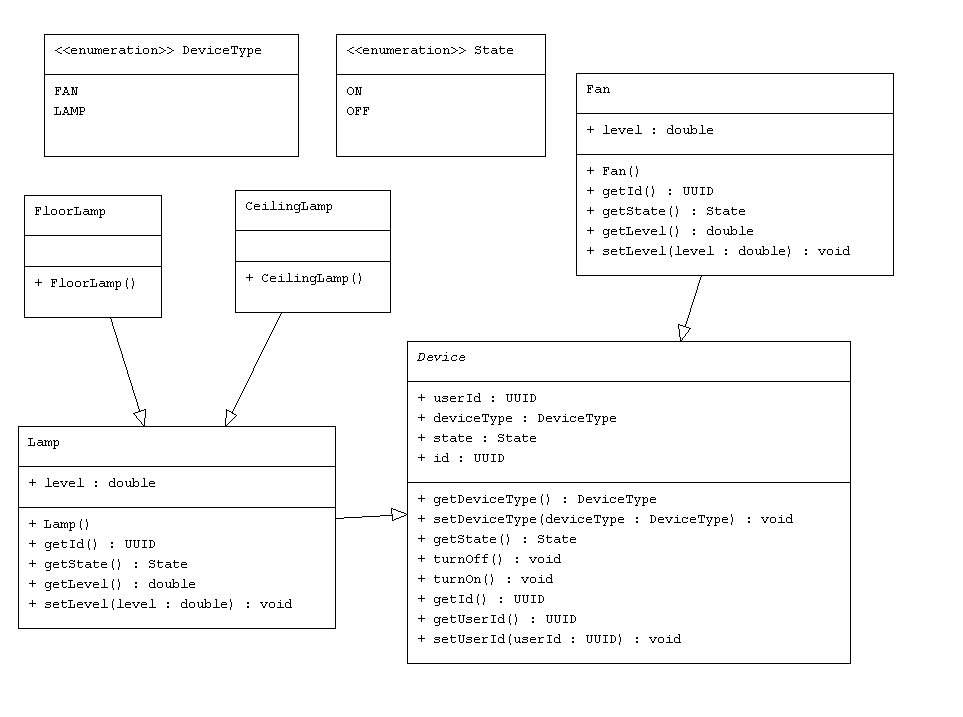 <<enumeration>> DeviceType
FAN
LAMP
<<enumeration>> State
ON
OFF
Fan
+ level : double
+ Fan()
+ getId() : UUID
+ getState() : State
+ getLevel() : double
+ setLevel(level : double) : void
FloorLamp
+ FloorLamp()
CeilingLamp
+ CeilingLamp()
Device
+ userId : UUID
+ deviceType : DeviceType
+ state : State
+ id : UUID
+ getDeviceType() : DeviceType
+ setDeviceType(deviceType : DeviceType) : void
+ getState() : State
+ turnOff() : void
+ turnOn() : void
+ getId() : UUID
+ getUserId() : UUID
+ setUserId(userId : UUID) : void
Lamp
+ level : double
+ Lamp()
+ getId() : UUID
+ getState() : State
+ getLevel() : double
+ setLevel(level : double) : void